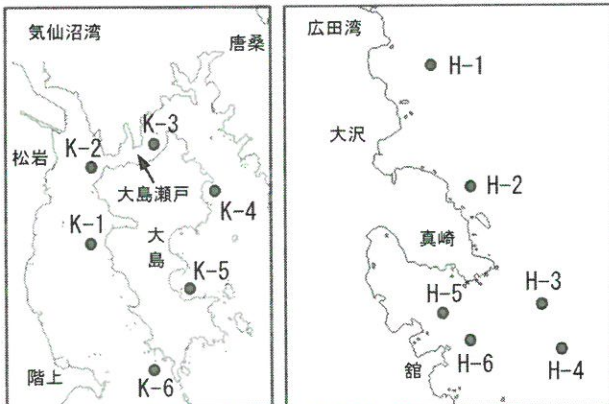 気仙沼湾
唐桑
K-3
松岩
K-2
大島瀬戸
K-4
K-1
大島
K-5
階上
K-6
広田湾
H-1
大沢
H-2
真崎
H-3
H-5
H-6
H-4
舘